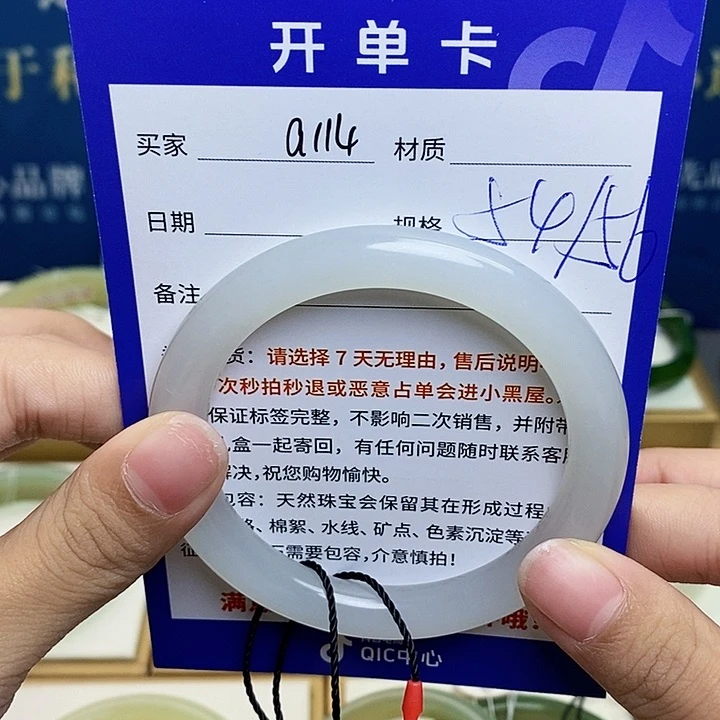 开单卡
买家 a114 材质
日期 规格 54/56
备注
质：请选择7天无理由，售后说明
次秒拍秒退或恶意占单会进小黑屋。
保证标签完整，不影响二次销售，并附带
盒一起寄回，有任何问题随时联系客
解决，祝您购物愉快。
包容：天然珠宝会保留其在形成过程
、棉絮、水线、矿点、色素沉淀等
需要包容，介意慎拍！
满 哦！
QIC中心
品牌